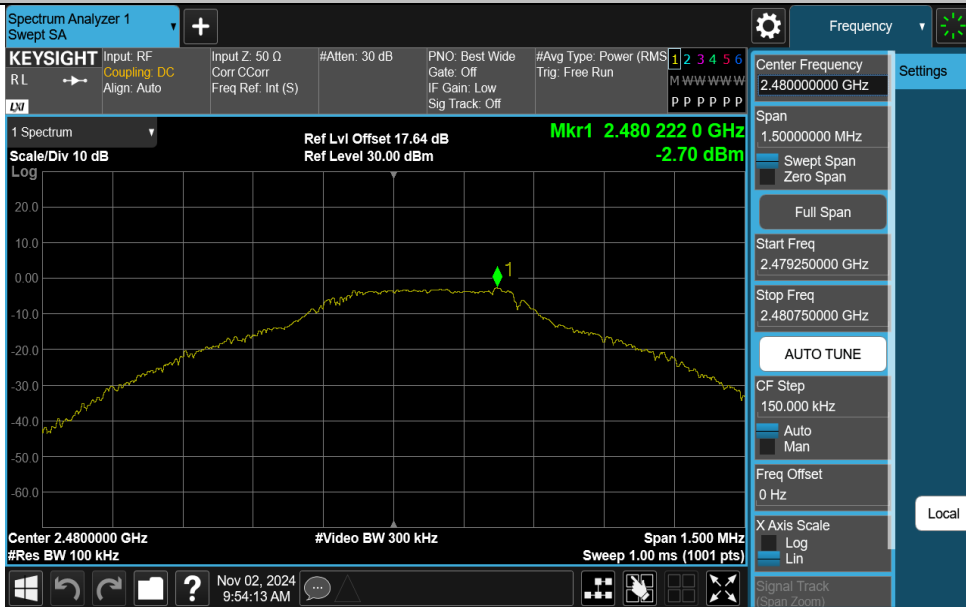 Spectrum Analyzer 1
Swept SA
+
Frequency
KEYSIGHT
RL
LXI
Input: RF
Coupling: DC
Align: Auto
Input Z: 50 Ω
Corr CCorr
Freq Ref: Int (S)
#Atten: 30 dB
PNO: Best Wide
Gate: Off
IF Gain: Low
Sig Track: Off
#Avg Type: Power (RMS
Trig: Free Run
1 2 3 4 5 6
M W W W W W
P P P P P P
1 Spectrum
Scale/Div 10 dB
Log
Ref Lvl Offset 17.64 dB
Ref Level 30.00 dBm
Mkr1 2.480 222 0 GHz
-2.70 dBm
20.0
10.0
0.00
-10.0
-20.0
-30.0
-40.0
-50.0
-60.0
1
Center 2.4800000 GHz
#Res BW 100 kHz
#Video BW 300 kHz
Span 1.500 MHz
Sweep 1.00 ms (1001 pts)
Center Frequency
2.480000000 GHz
Settings
Span
1.50000000 MHz
Swept Span
Zero Span
Full Span
Start Freq
2.479250000 GHz
Stop Freq
2.480750000 GHz
AUTO TUNE
CF Step
150.000 kHz
Auto
Man
Freq Offset
0 Hz
X Axis Scale
Log
Lin
Signal Track
(Span Zoom)
Local
?
Nov 02, 2024
9:54:13 AM